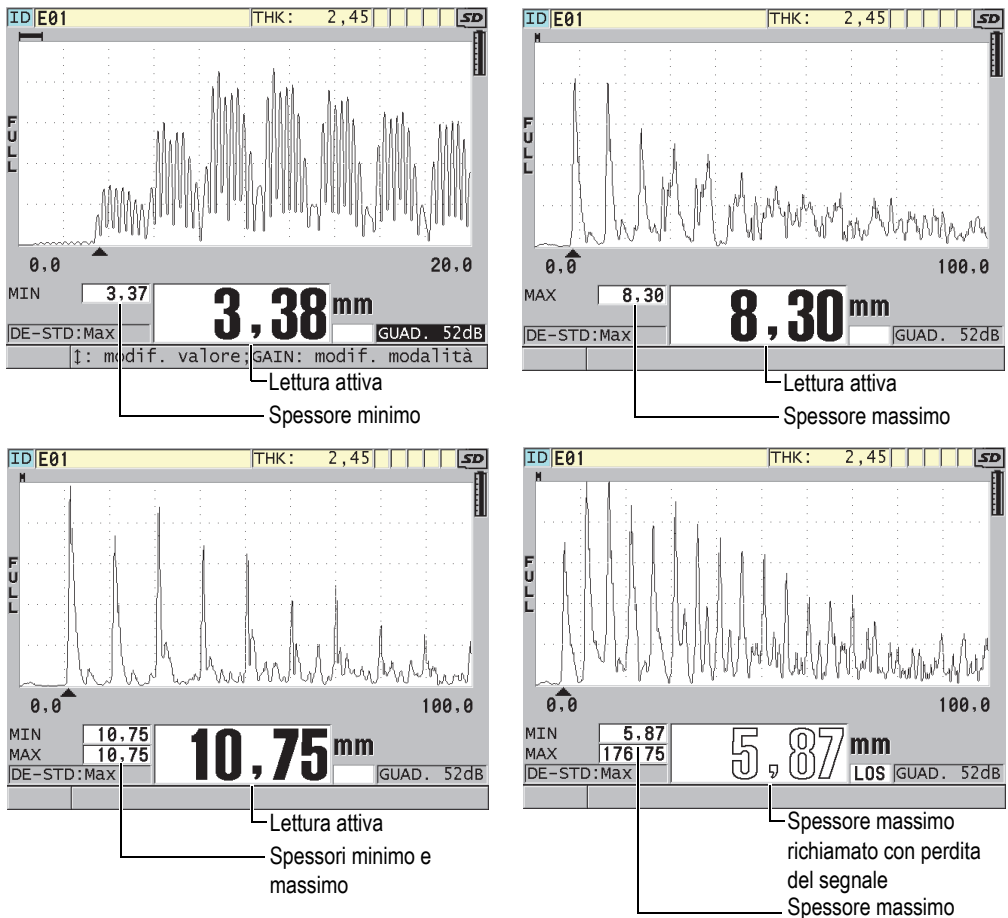 ID E01 THK: 2,45 SD
FULL
0,0 20,0
MIN 3,37 3,38 mm
DE-STD:Max GUAD. 52dB
↕: modif. valore;GAIN: modif. modalità
Lettura attiva
Spessore minimo
ID E01 THK: 2,45 SD
M
FULL
0,0 100,0
MAX 8,30 8,30 mm
DE-STD:Max GUAD. 52dB
Lettura attiva
Spessore massimo
ID E01 THK: 2,45 SD
M
FULL
0,0 100,0
MIN 10,75 10,75 mm
MAX 10,75
DE-STD:Max GUAD. 52dB
Lettura attiva
Spessori minimo e
massimo
ID E01 THK: 2,45 SD
M
FULL
0,0 100,0
MIN 5,87 5,87 mm
MAX 176,75
DE-STD:Max LOS GUAD. 52dB
Spessore massimo
richiamato con perdita
del segnale
Spessore massimo